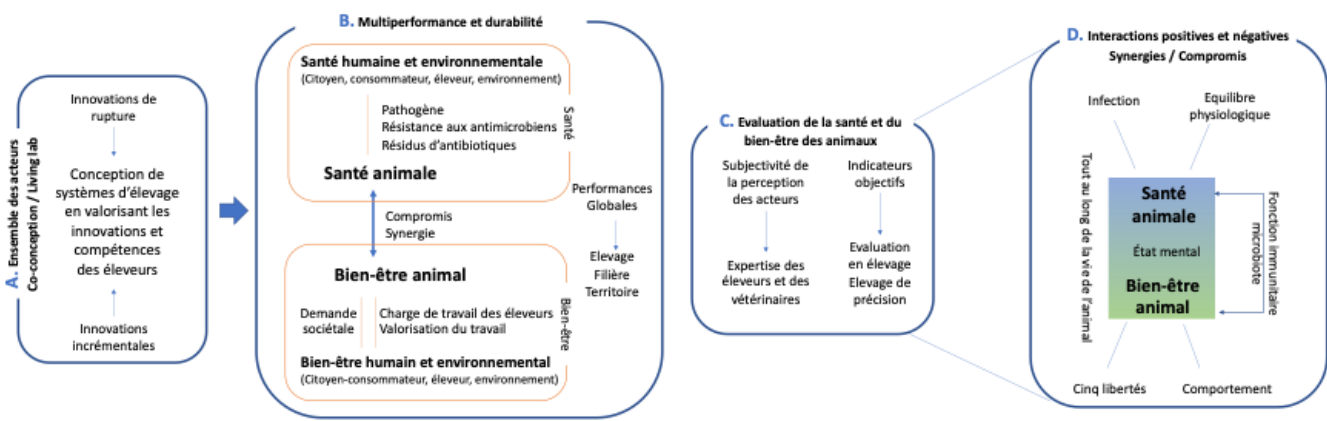 A. Ensemble des acteurs
Co-conception / Living lab
Innovations de
rupture
Conception de
systèmes d'élevage
en valorisant les
innovations et
compétences
des éleveurs
Innovations
incrémentales
B. Multiperformance et durabilité
Santé humaine et environnementale
(Citoyen, consommateur, éleveur, environnement)
Pathogène
Résistance aux antimicrobiens
Résidus d'antibiotiques
Santé
Santé animale
Compromis
Synergie
Performances
Globales
Elevage
Filière
Territoire
Bien-être animal
Demande
sociétale
Charge de travail des éleveurs
Valorisation du travail
Bien-être
Bien-être humain et environnemental
(Citoyen-consommateur, éleveur, environnement)
C. Evaluation de la santé et du
bien-être des animaux
Subjectivité de
la perception
des acteurs
Expertise des
éleveurs et des
vétérinaires
Indicateurs
objectifs
Evaluation
en élevage
Elevage de
précision
D. Interactions positives et négatives
Synergies / Compromis
Infection
Equilibre
physiologique
Tout au long de la vie de l'animal
Santé
animale
État mental
Bien-être
animal
Fonction immunitaire
microbiote
Cinq libertés
Comportement